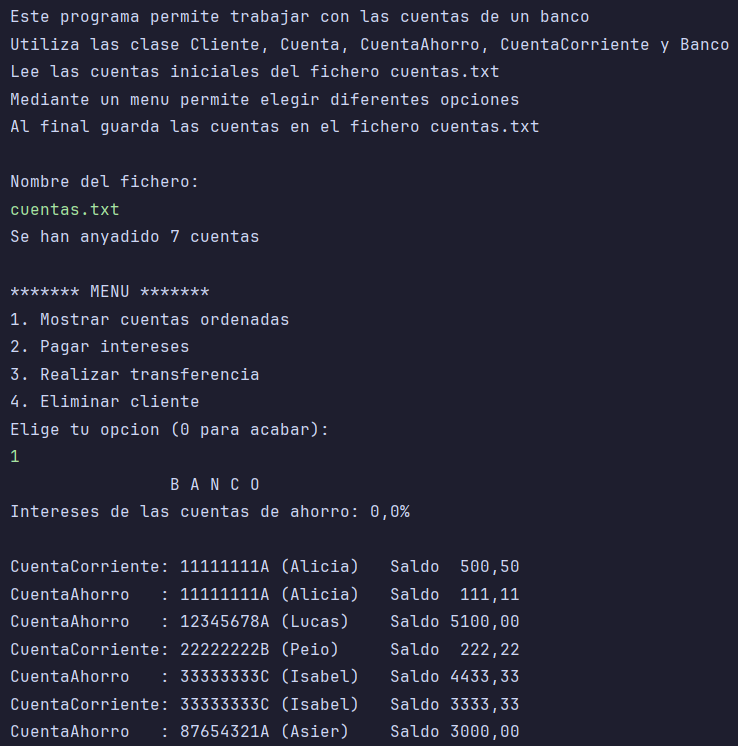 Este programa permite trabajar con las cuentas de un banco
Utiliza las clase Cliente, Cuenta, CuentaAhorro, CuentaCorriente y Banco
Lee las cuentas iniciales del fichero cuentas.txt
Mediante un menu permite elegir diferentes opciones
Al final guarda las cuentas en el fichero cuentas.txt

Nombre del fichero:
cuentas.txt
Se han anyadido 7 cuentas

******* MENU *******
1. Mostrar cuentas ordenadas
2. Pagar intereses
3. Realizar transferencia
4. Eliminar cliente
Elige tu opcion (0 para acabar):
1
                B A N C O
Intereses de las cuentas de ahorro: 0,0%

CuentaCorriente: 11111111A (Alicia)   Saldo  500,50
CuentaAhorro   : 11111111A (Alicia)   Saldo  111,11
CuentaAhorro   : 12345678A (Lucas)    Saldo 5100,00
CuentaCorriente: 22222222B (Peio)     Saldo  222,22
CuentaAhorro   : 33333333C (Isabel)   Saldo 4433,33
CuentaCorriente: 33333333C (Isabel)   Saldo 3333,33
CuentaAhorro   : 87654321A (Asier)    Saldo 3000,00